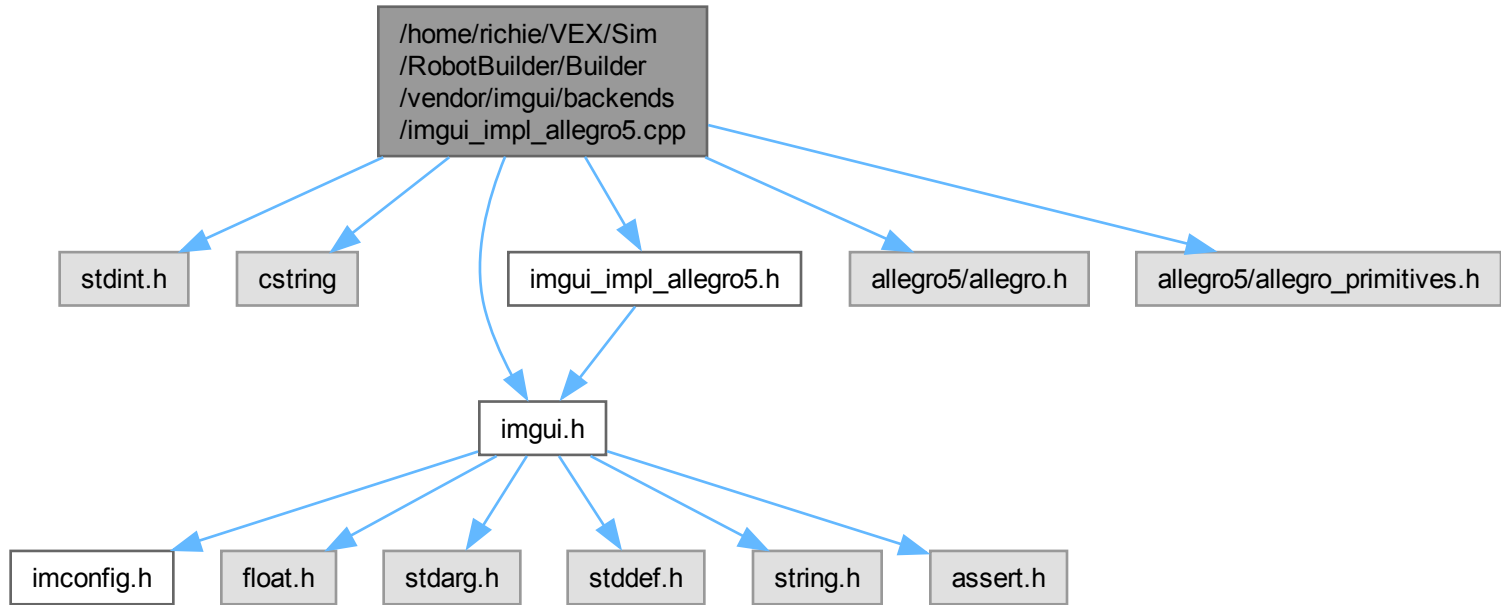 /home/richie/VEX/Sim
/RobotBuilder/Builder
/vendor/imgui/backends
/imgui_impl_allegro5.cpp
stdint.h
cstring
imgui_impl_allegro5.h
allegro5/allegro.h
allegro5/allegro_primitives.h
imgui.h
imconfig.h
float.h
stdarg.h
stddef.h
string.h
assert.h